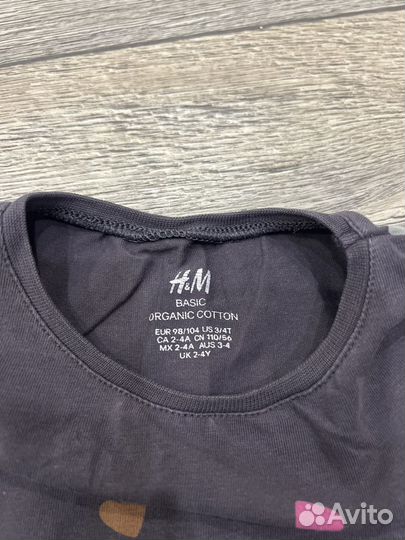 H&M
BASIC
ORGANIC COTTON
EUR 98/104 US 3/4T
CA 2-4A CN 110/56
MX 2-4A AUS 3-4
UK 2-4Y
Avito